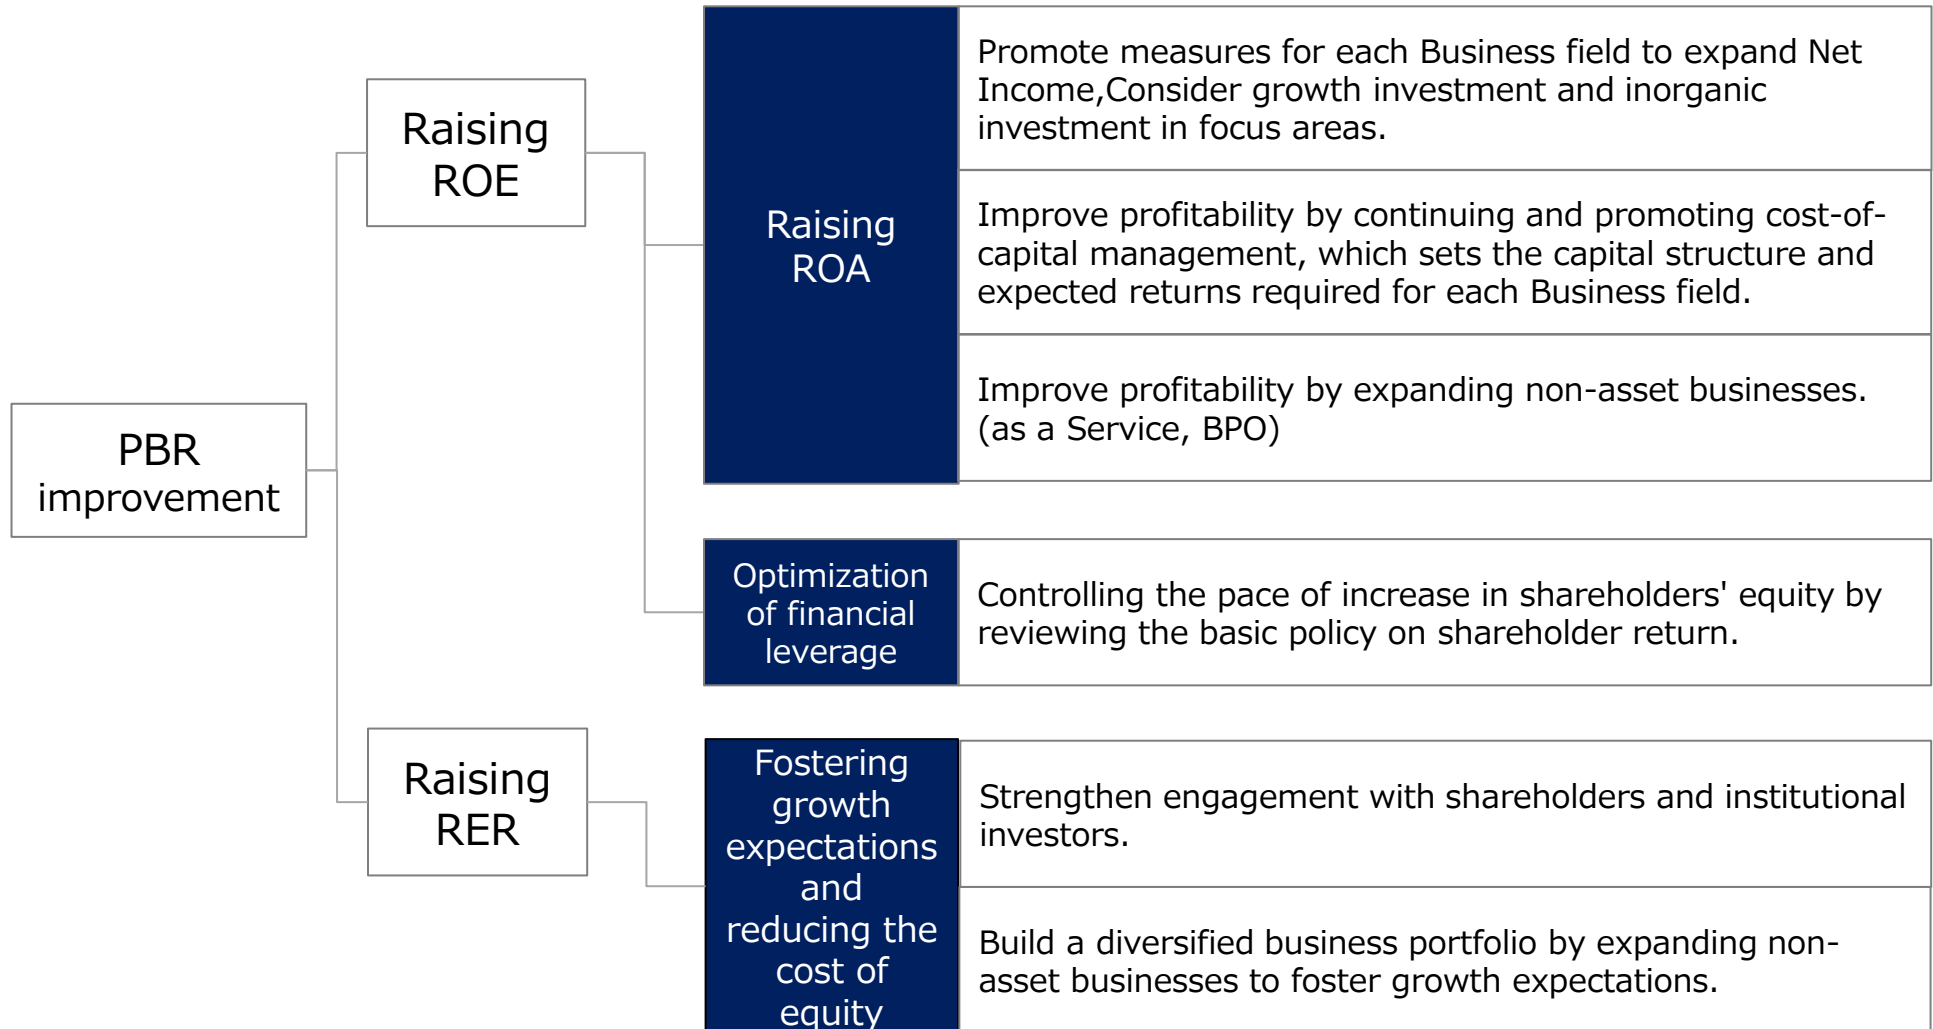 PBR
improvement
Raising
ROE
Raising
ROA
Promote measures for each Business field to expand Net
Income,Consider growth investment and inorganic
investment in focus areas.
Improve profitability by continuing and promoting cost-of-
capital management, which sets the capital structure and
expected returns required for each Business field.
Improve profitability by expanding non-asset businesses.
(as a Service, BPO)
Optimization
of financial
leverage
Controlling the pace of increase in shareholders' equity by
reviewing the basic policy on shareholder return.
Raising
RER
Fostering
growth
expectations
and
reducing the
cost of
equity
Strengthen engagement with shareholders and institutional
investors.
Build a diversified business portfolio by expanding non-
asset businesses to foster growth expectations.